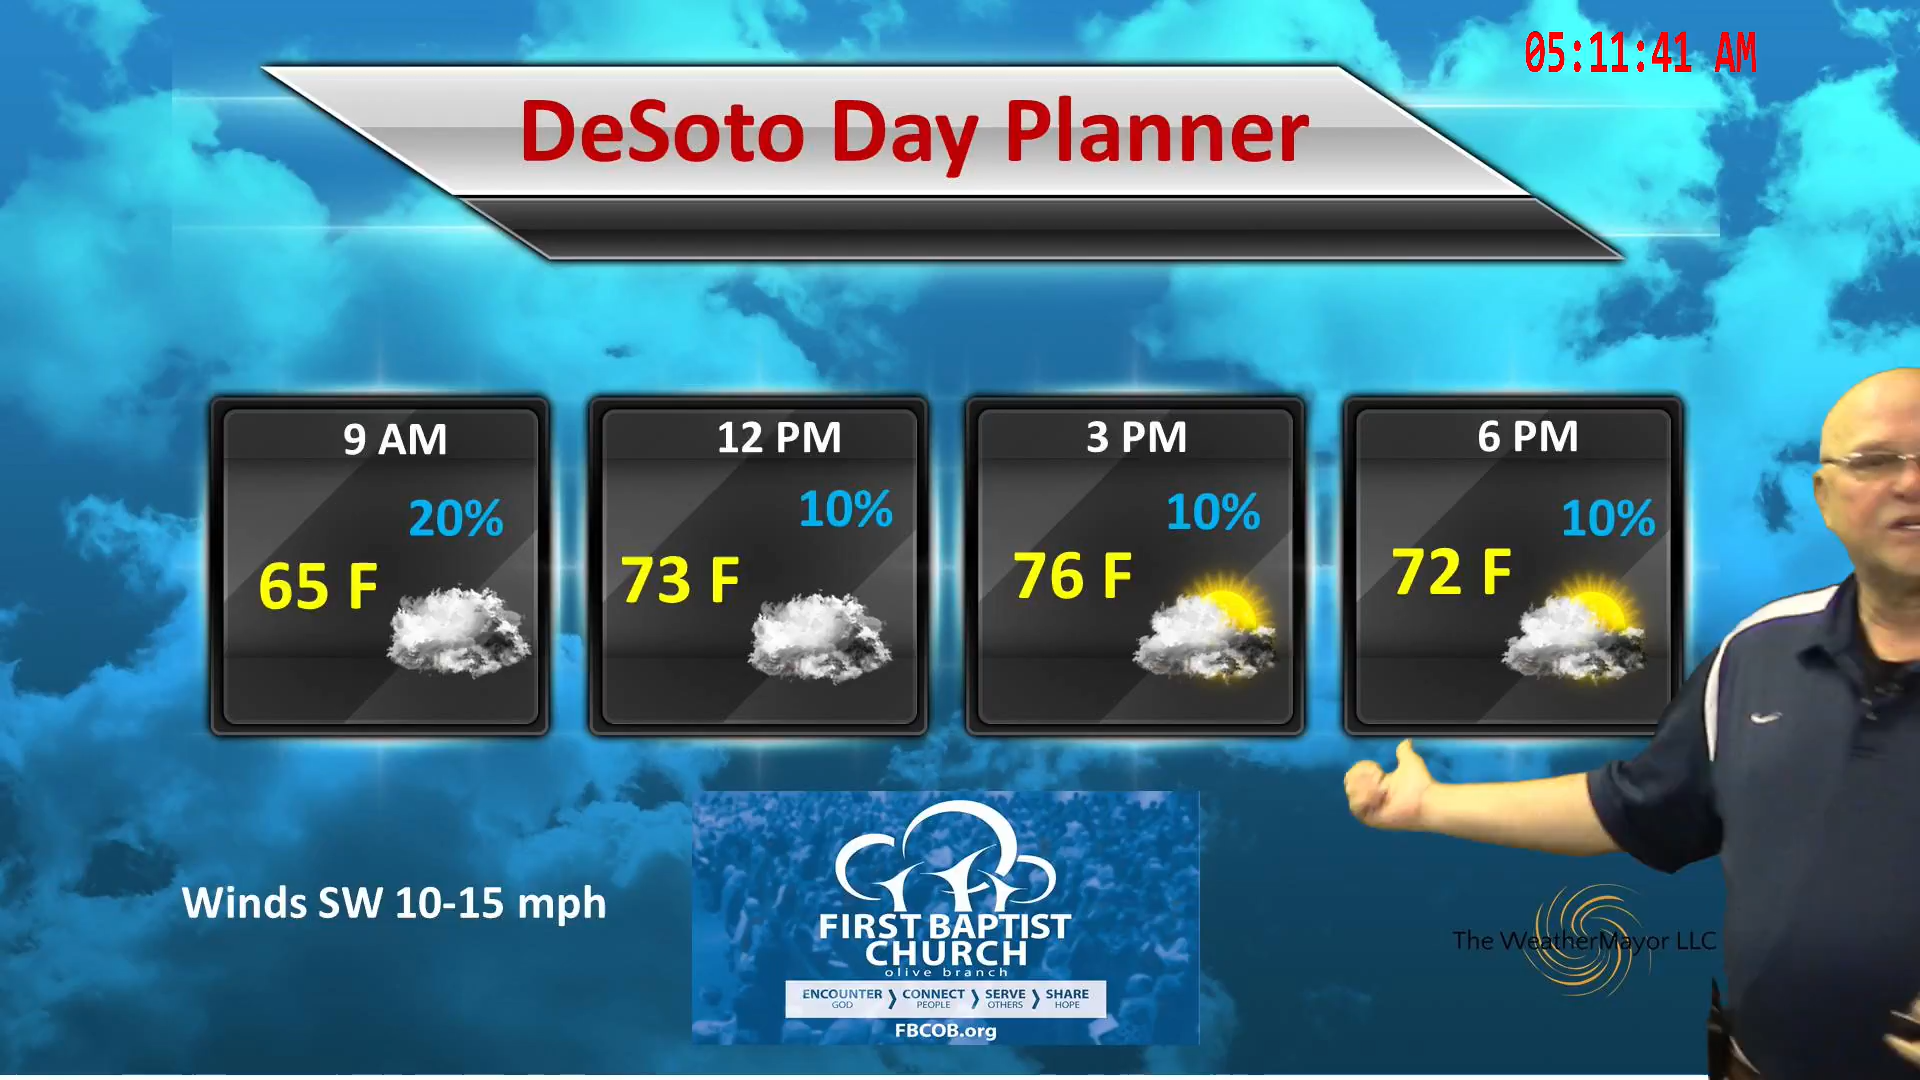 05:11:41 AM
DeSoto Day Planner
9 AM
20%
65 F
12 PM
10%
73 F
3 PM
10%
76 F
6 PM
10%
72 F
Winds SW 10-15 mph
FIRST BAPTIST
CHURCH
olive branch
ENCOUNTER CONNECT SERVE SHARE
GOD PEOPLE OTHERS HOPE
FBCOB.org
The WeatherMayor LLC